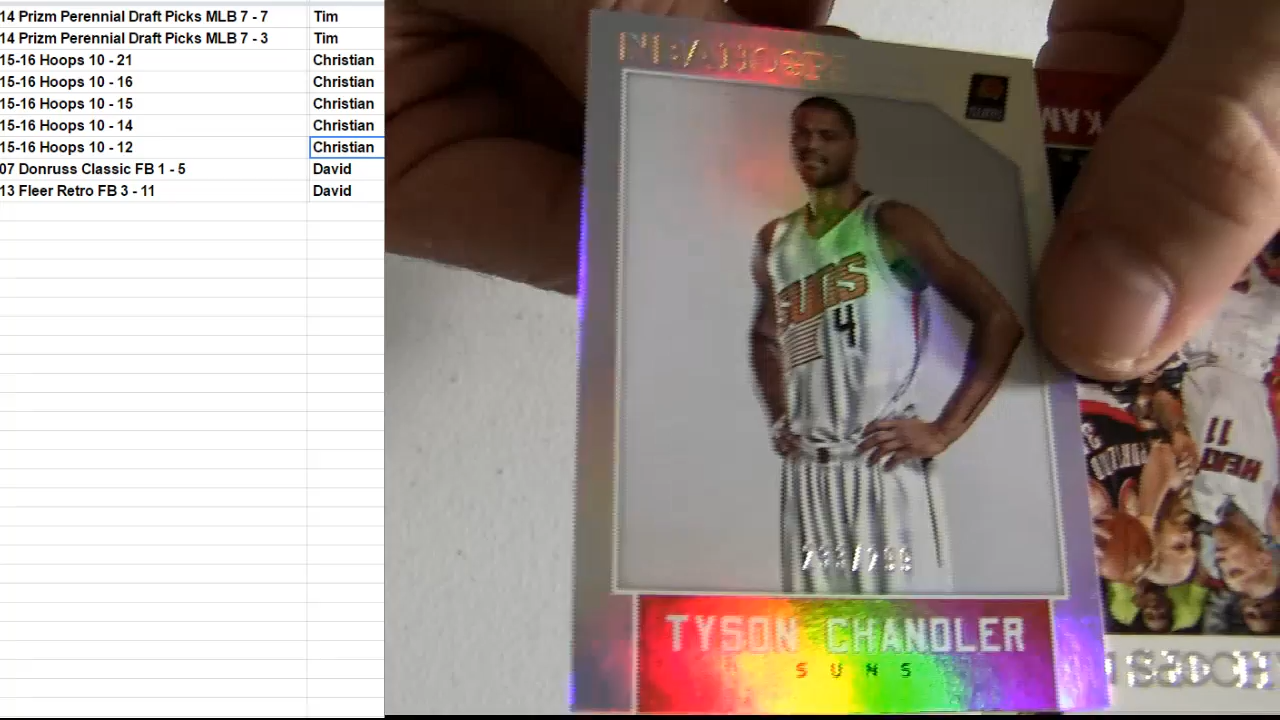 14 Prizm Perennial Draft Picks MLB 7 - 7 Tim
14 Prizm Perennial Draft Picks MLB 7 - 3 Tim
15-16 Hoops 10 - 21 Christian
15-16 Hoops 10 - 16 Christian
15-16 Hoops 10 - 15 Christian
15-16 Hoops 10 - 14 Christian
15-16 Hoops 10 - 12 Christian
07 Donruss Classic FB 1 - 5 David
13 Fleer Retro FB 3 - 11 David
SUNS
4
TYSON CHANDLER
SUNS
HEAT
11